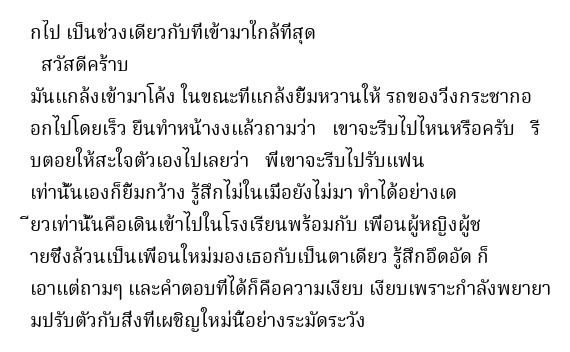 กไป เป็นช่วงเดียวกับที่เข้ามาใกล้ที่สุด
สวัสดีคร้าบ
มันแกล้งเข้ามาโค้ง ในขณะที่แกล้งยิ้มหวานให้ รถของวีงกระชากอ
อกไปโดยเร็ว ยืนทำหน้างงแล้วถามว่า   เขาจะรีบไปไหนหรือครับ   รี
บตอยให้สะใจตัวเองไปเลยว่า   พี่เขาจะรีบไปรับแฟน
เท่านั้นเองก็ยิ้มกว้าง รู้สึกไม่ในเมื่อยังไม่มา ทำได้อย่างเด
ียวเท่านั้นคือเดินเข้าไปในโรงเรียนพร้อมกับ เพื่อนผู้หญิงผู้ช
ายซึ่งล้วนเป็นเพื่อนใหม่มองเธอกับเป็นตาเดียว รู้สึกอึดอัด ก็
เอาแต่ถามๆ และคำตอบที่ได้ก็คือความเงียบ เงียบเพราะกำลังพยายา
มปรับตัวกับสิ่งที่เผชิญใหม่นี้อย่างระมัดระวัง